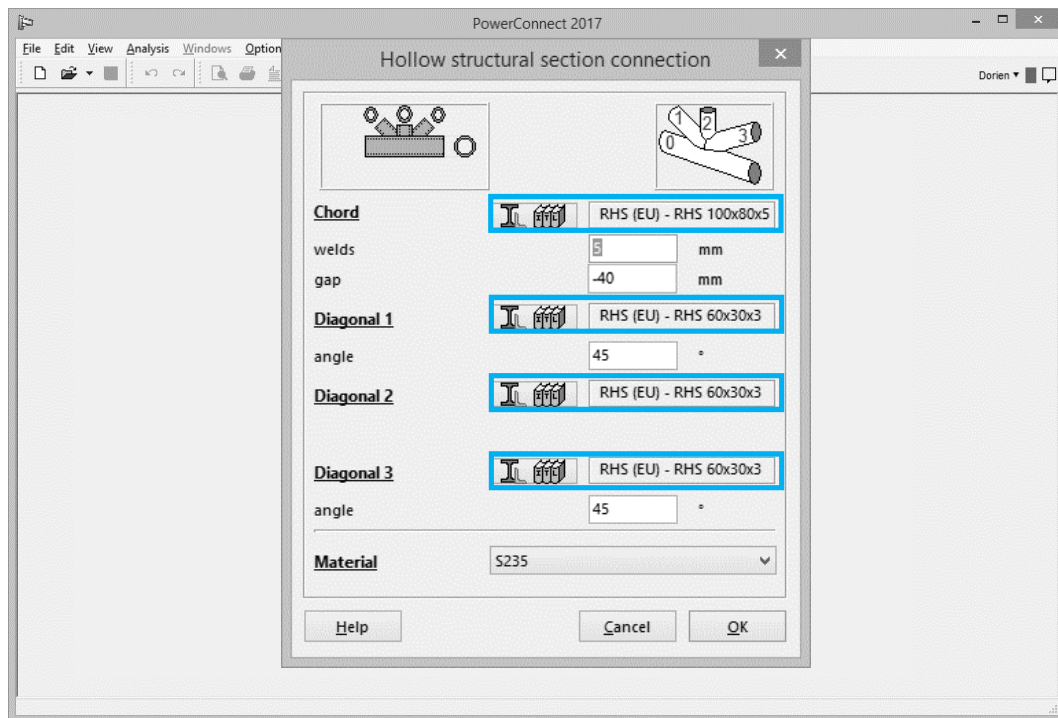 PowerConnect 2017
File Edit View Analysis Windows Option
Dorien
Hollow structural section connection
1 2 3 0
Chord RHS (EU) - RHS 100x80x5
welds 5 mm
gap -40 mm
Diagonal 1 RHS (EU) - RHS 60x30x3
angle 45 °
Diagonal 2 RHS (EU) - RHS 60x30x3
Diagonal 3 RHS (EU) - RHS 60x30x3
angle 45 °
Material S235
Help Cancel OK